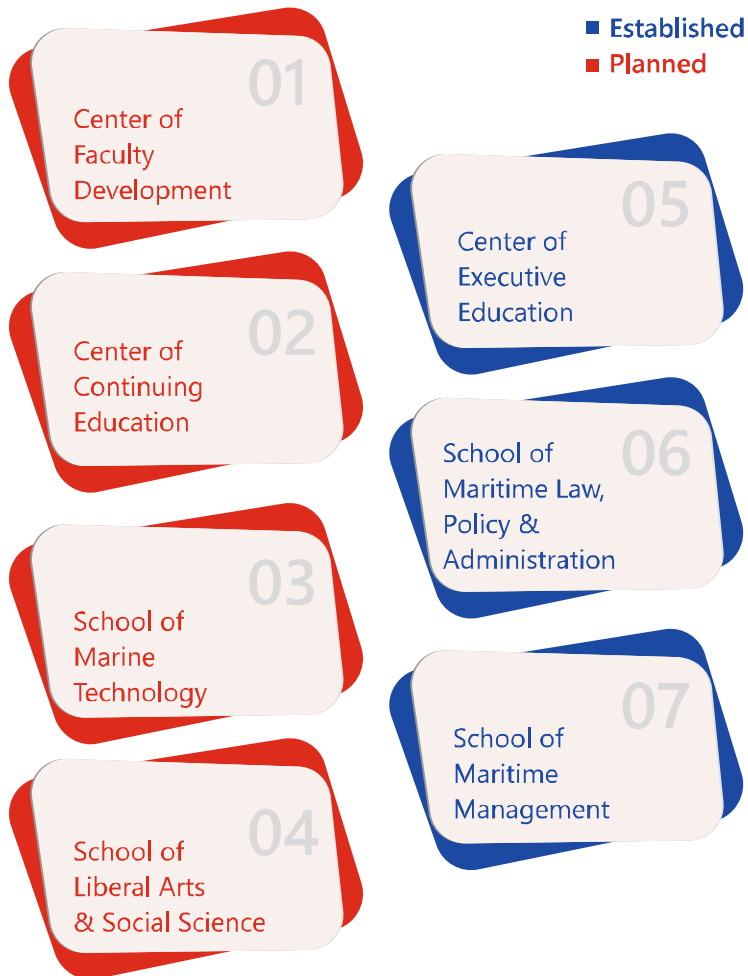 Established
Planned
01
Center of
Faculty
Development
02
Center of
Continuing
Education
03
School of
Marine
Technology
04
School of
Liberal Arts
& Social Science
05
Center of
Executive
Education
06
School of
Maritime Law,
Policy &
Administration
07
School of
Maritime
Management